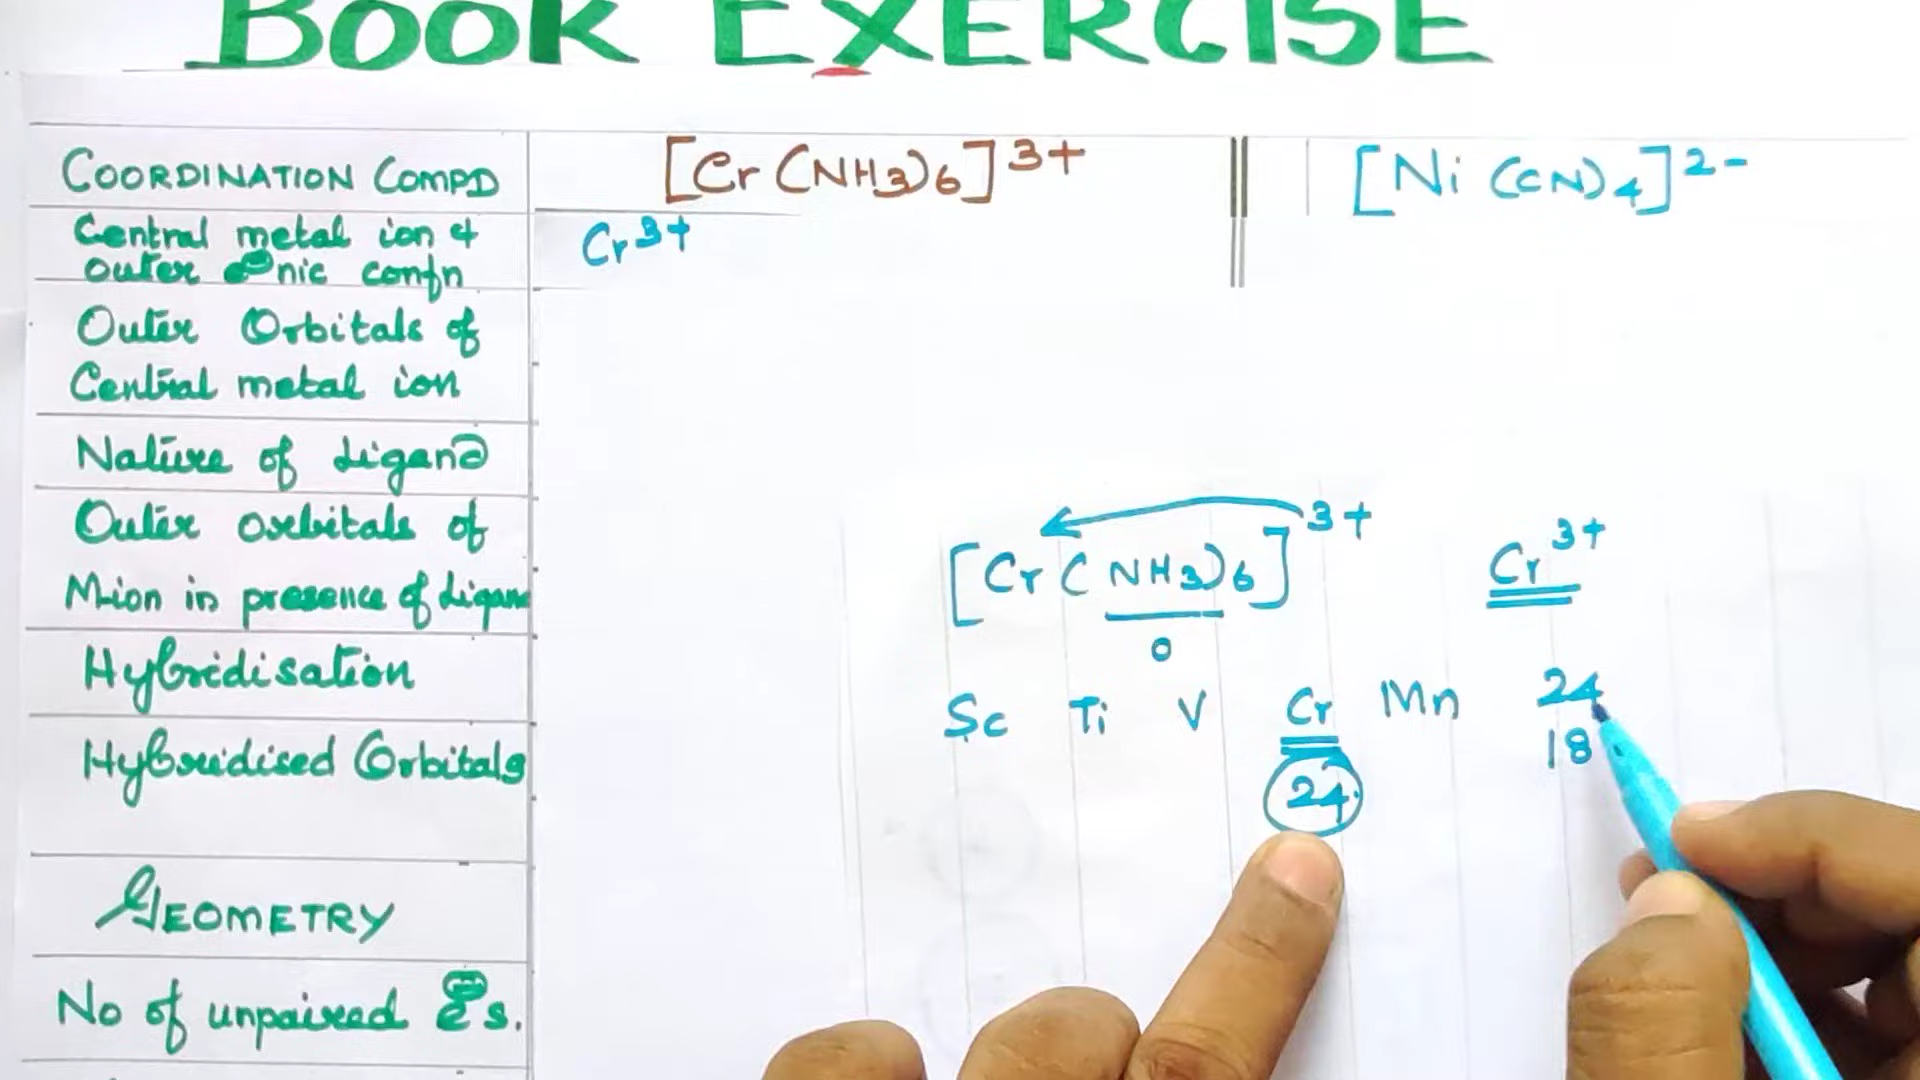 BOOK EXERCISE
COORDINATION COMPD
[Cr (NH3)6]3+
[Ni (CN)4]2-
Central metal ion &
outer e nic confn
Cr3+
Outer Orbitals of
Central metal ion
Nature of Ligand
Outer orbitals of
M-ion in presence of Ligand
Hybridisation
Hybridised Orbitals
GEOMETRY
No of unpaired es.
[Cr (NH3)6]3+
0
Cr3+
Sc Ti V Cr Mn
24
24
18